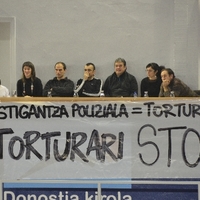 STIGANTZA POLIZIALA = TORTUR
TORTURARI STO
Donostia kirola